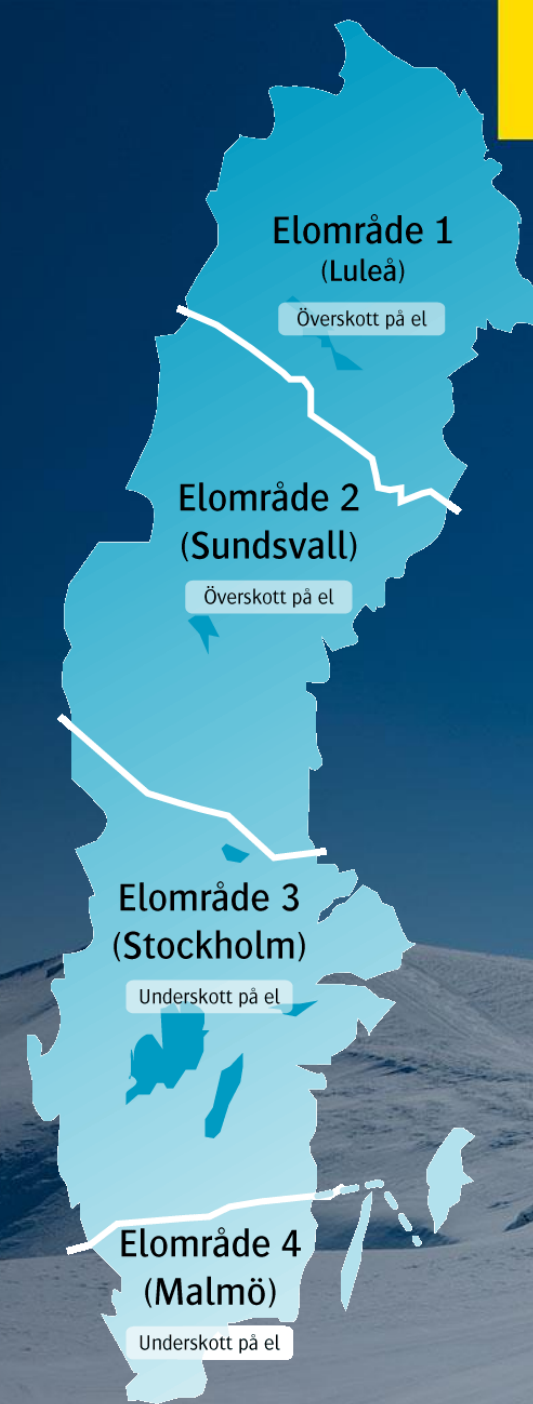 Elområde 1
(Luleå)
Överskott på el
Elområde 2
(Sundsvall)
Överskott på el
Elområde 3
(Stockholm)
Underskott på el
Elområde 4
(Malmö)
Underskott på el